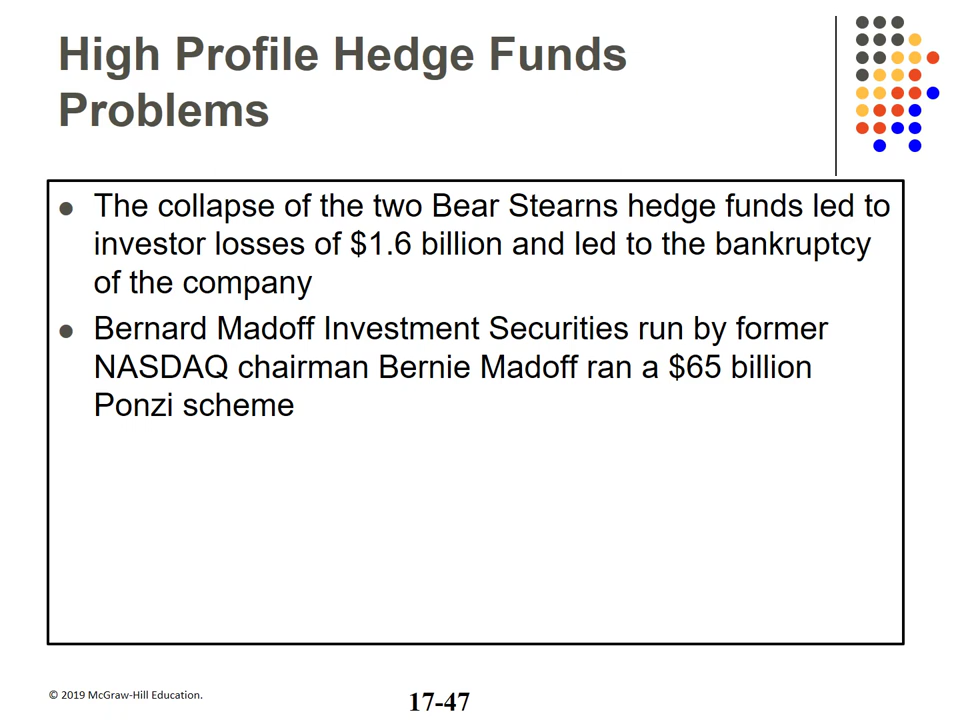 High Profile Hedge Funds
Problems
The collapse of the two Bear Stearns hedge funds led to
investor losses of $1.6 billion and led to the bankruptcy
of the company
Bernard Madoff Investment Securities run by former
NASDAQ chairman Bernie Madoff ran a $65 billion
Ponzi scheme
© 2019 McGraw-Hill Education.
17-47